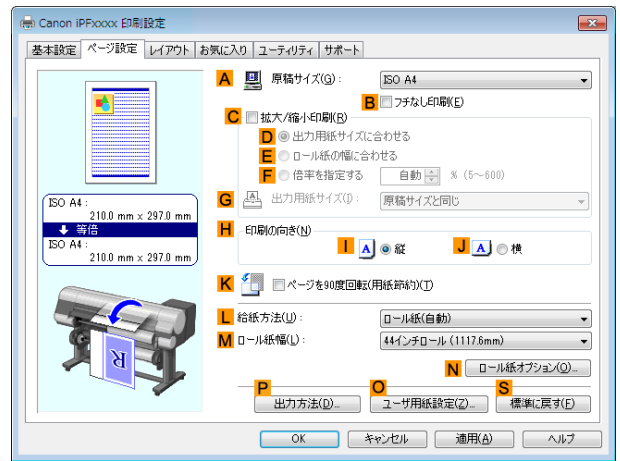 Canon iPFxxxx 印刷設定
基本設定 ページ設定 レイアウト お気に入り ユーティリティ サポート
A 原稿サイズ(G): ISO A4
B フチなし印刷(E)
C 拡大/縮小印刷(R)
D 出力用紙サイズに合わせる
E ロール紙の幅に合わせる
F 倍率を指定する 自動 % (5~600)
G 出力用紙サイズ(I): 原稿サイズと同じ
ISO A4 :
210.0 mm × 297.0 mm
等倍
ISO A4 :
210.0 mm × 297.0 mm
H 印刷の向き(N)
I A 縦 J A 横
K ページを90度回転(用紙節約)(T)
L 給紙方法(U): ロール紙(自動)
M ロール紙幅(L): 44インチロール (1117.6mm)
N ロール紙オプション(O)...
P O S
出力方法(D)... ユーザ用紙設定(Z)... 標準に戻す(F)
R
OK キャンセル 適用(A) ヘルプ